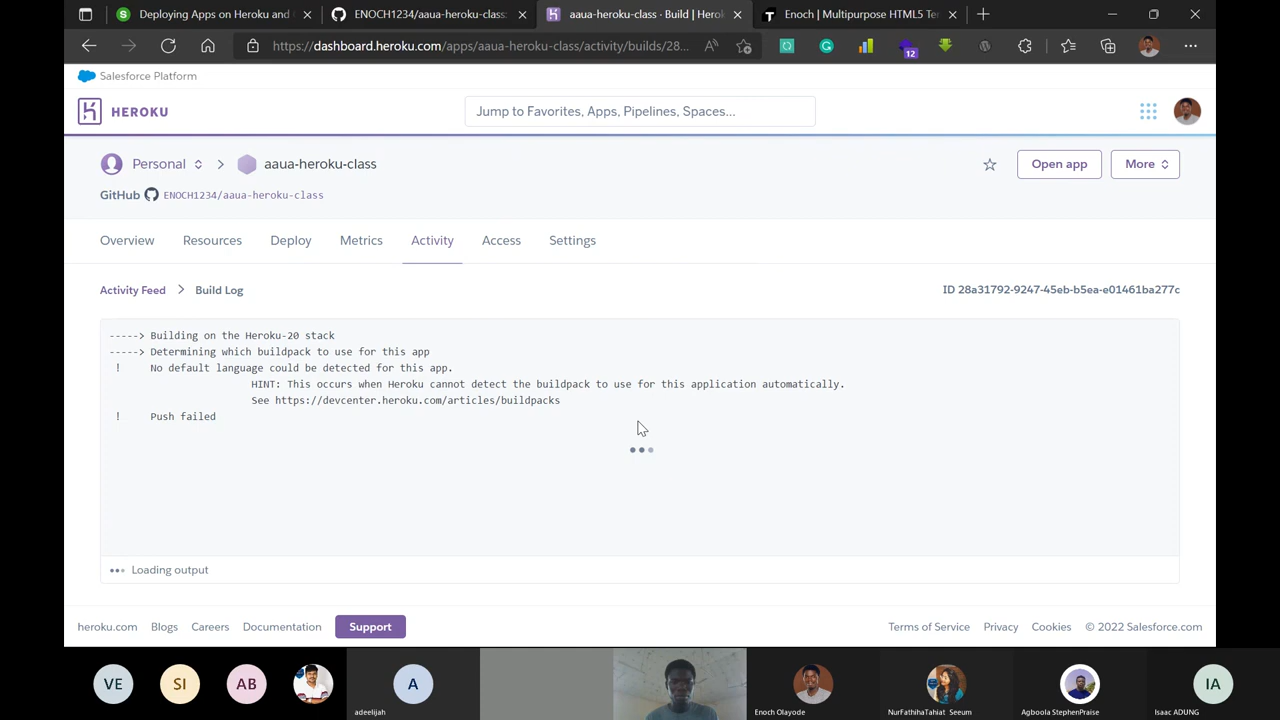 Deploying Apps on Heroku and
ENOCH1234/aaua-heroku-class:
aaua-heroku-class · Build | Herok
Enoch | Multipurpose HTML5 Te
https://dashboard.heroku.com/apps/aaua-heroku-class/activity/builds/28...
12
Salesforce Platform
HEROKU
Jump to Favorites, Apps, Pipelines, Spaces...
Personal
aaua-heroku-class
Open app
More
GitHub ENOCH1234/aaua-heroku-class
Overview
Resources
Deploy
Metrics
Activity
Access
Settings
Activity Feed > Build Log
ID 28a31792-9247-45eb-b5ea-e01461ba277c
-----> Building on the Heroku-20 stack
-----> Determining which buildpack to use for this app
! No default language could be detected for this app.
HINT: This occurs when Heroku cannot detect the buildpack to use for this application automatically.
See https://devcenter.heroku.com/articles/buildpacks
! Push failed
Loading output
heroku.com
Blogs
Careers
Documentation
Support
Terms of Service
Privacy
Cookies
© 2022 Salesforce.com
VE
SI
AB
A
adeelijah
Enoch Olayode
NurFathihaTahiat Seeum
Agboola StephenPraise
IA
Isaac ADUNG